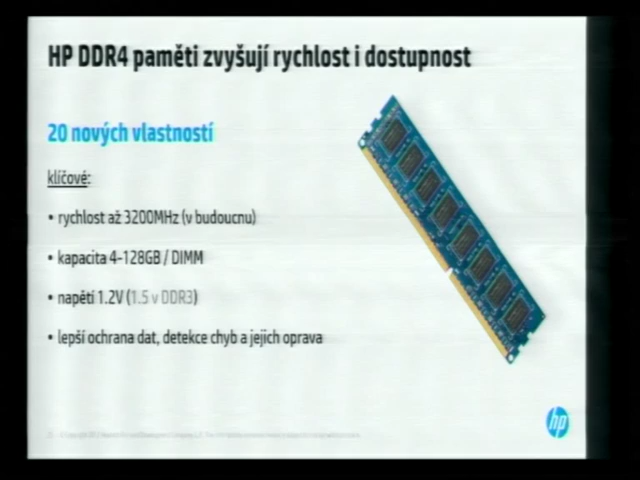 HP DDR4 paměti zvyšují rychlost i dostupnost
20 nových vlastností
klíčové:
• rychlost až 3200MHz (v budoucnu)
• kapacita 4-128GB / DIMM
• napětí 1.2V (1.5 v DDR3)
• lepší ochrana dat, detekce chyb a jejich oprava
hp